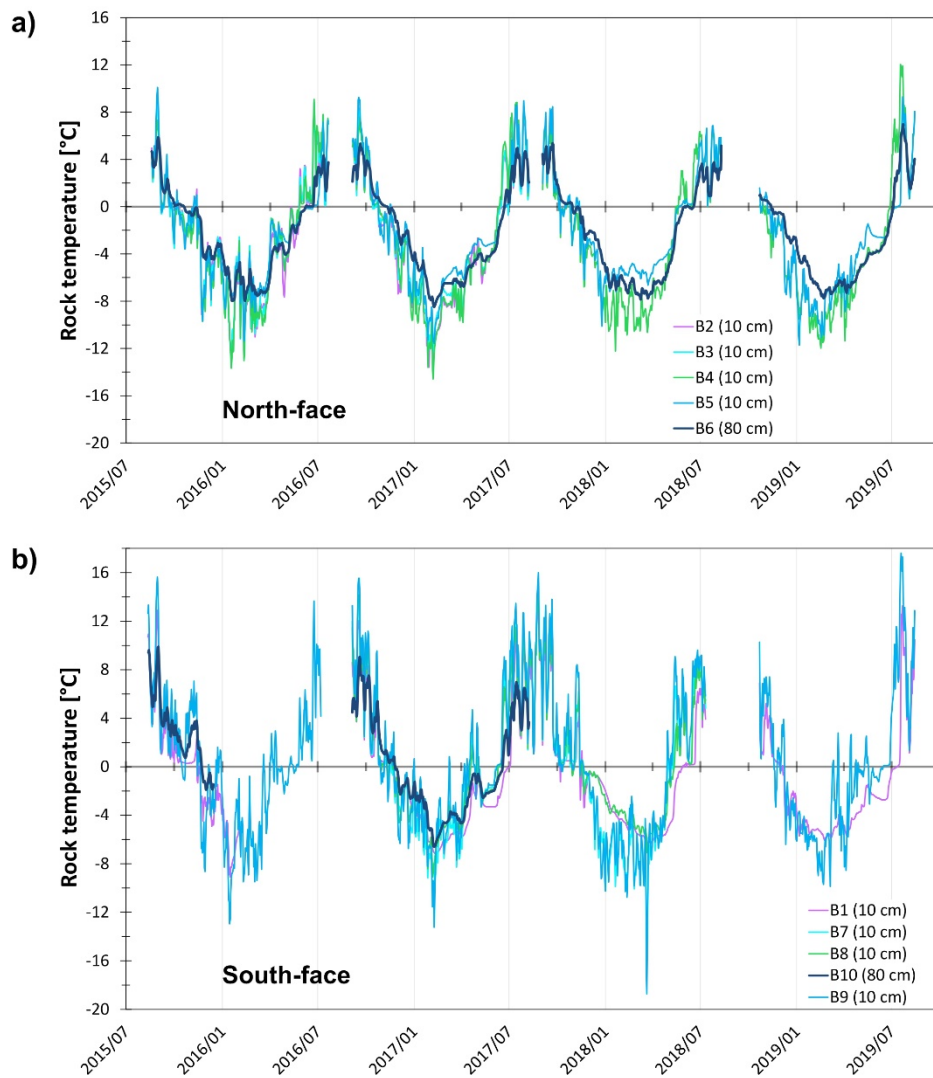 a)
Rock temperature [°C]
16
12
8
4
0
-4
-8
-12
-16
-20
B2 (10 cm)
B3 (10 cm)
B4 (10 cm)
B5 (10 cm)
B6 (80 cm)
North-face
2015/07
2016/01
2016/07
2017/01
2017/07
2018/01
2018/07
2019/01
2019/07
b)
Rock temperature [°C]
16
12
8
4
0
-4
-8
-12
-16
-20
B1 (10 cm)
B7 (10 cm)
B8 (10 cm)
B10 (80 cm)
B9 (10 cm)
South-face
2015/07
2016/01
2016/07
2017/01
2017/07
2018/01
2018/07
2019/01
2019/07